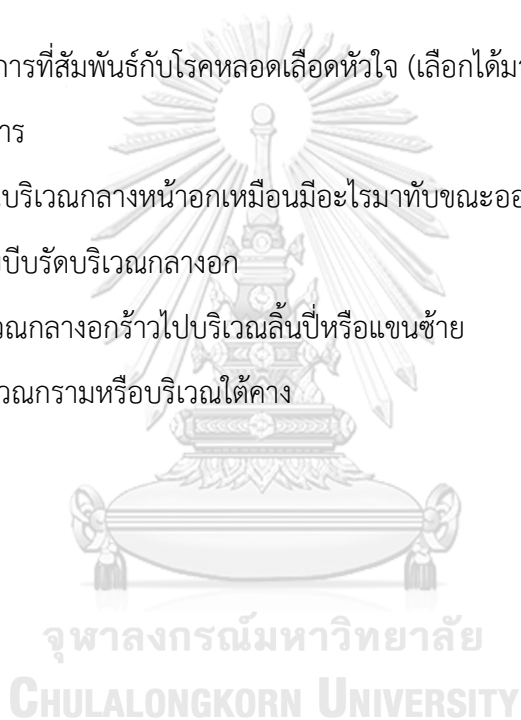 การที่สัมพันธ์กับโรคหลอดเลือดหัวใจ (เลือกได้มา
าร
บริเวณกลางหน้าอกเหมือนมีอะไรมาทับขณะออ
บีบรัดบริเวณกลางอก
วณกลางอกร้าวไปบริเวณลิ้นปี่หรือแขนซ้าย
วณกรามหรือบริเวณใต้คาง
จุฬาลงกรณ์มหาวิทยาลัย
CHULALONGKORN UNIVERSITY